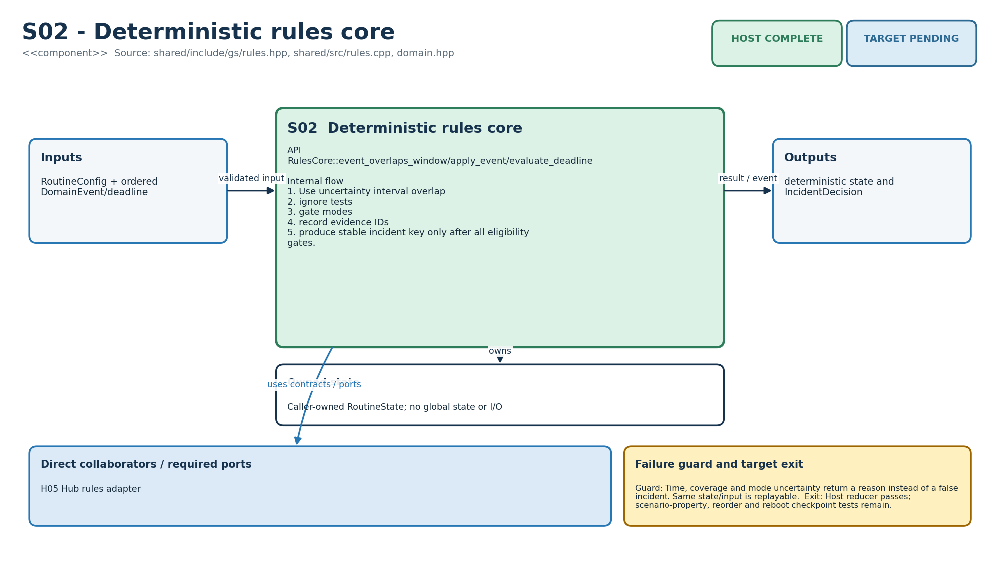 S02 - Deterministic rules core
<<component>>  Source: shared/include/gs/rules.hpp, shared/src/rules.cpp, domain.hpp
HOST COMPLETE
TARGET PENDING
Inputs
RoutineConfig + ordered
DomainEvent/deadline
validated input
S02  Deterministic rules core
API
RulesCore::event_overlaps_window/apply_event/evaluate_deadline
Internal flow
1. Use uncertainty interval overlap
2. ignore tests
3. gate modes
4. record evidence IDs
5. produce stable incident key only after all eligibility
gates.
result / event
Outputs
deterministic state and
IncidentDecision
owns
uses contracts / ports
Caller-owned RoutineState; no global state or I/O
Direct collaborators / required ports
H05 Hub rules adapter
Failure guard and target exit
Guard: Time, coverage and mode uncertainty return a reason instead of a false
incident. Same state/input is replayable.  Exit: Host reducer passes;
scenario-property, reorder and reboot checkpoint tests remain.